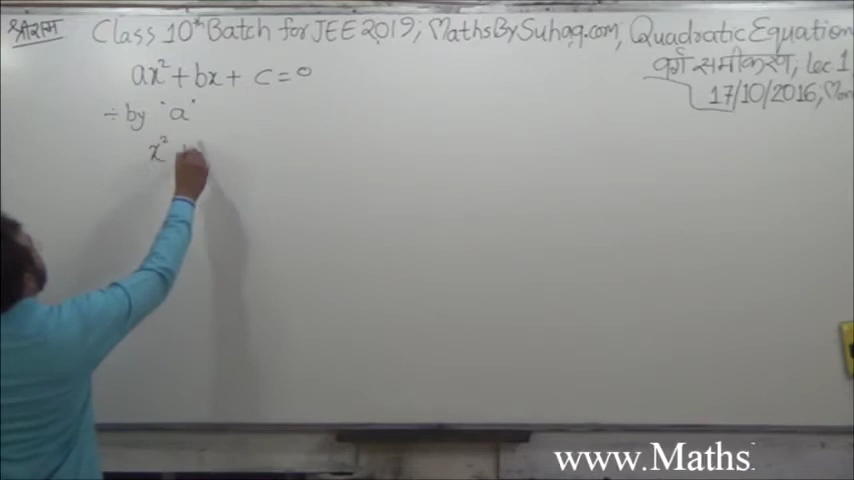 श्रीराम
Class 10th Batch for JEE 2019; MathsBySuhag.com, Quadratic Equation
वर्ग समीकरण, Lec 1
17/10/2016, Mon
ax² + bx + c = 0
÷ by 'a'
x² +
www.Maths